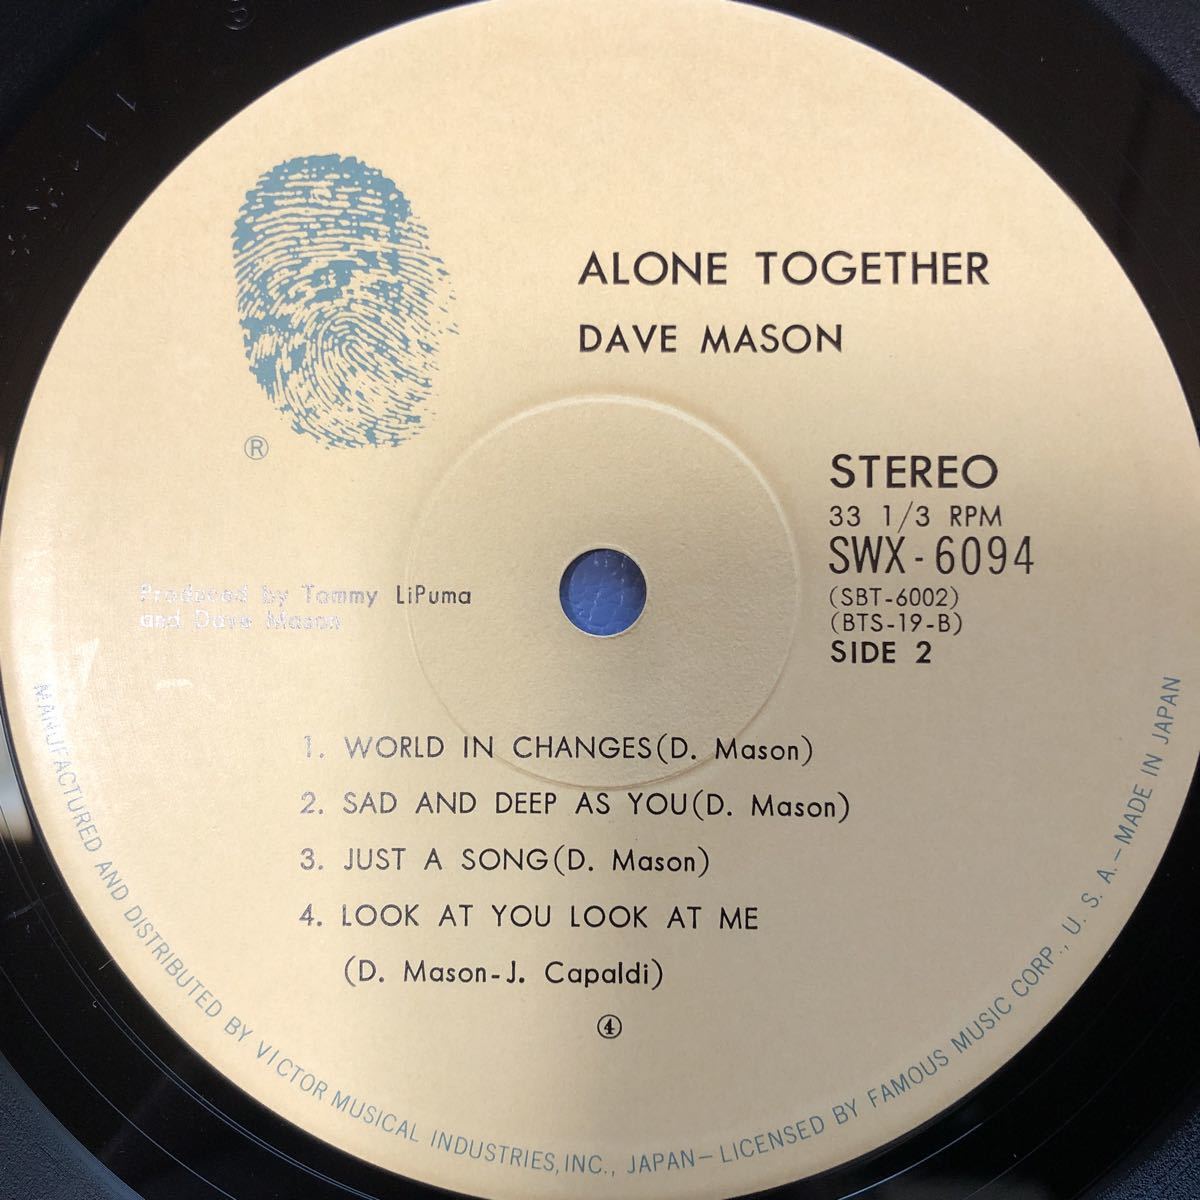 ALONE TOGETHER
DAVE MASON
®
STEREO
33 1/3 RPM
SWX-6094
(SBT-6002)
(BTS-19-B)
SIDE 2
Produced by Tommy LiPuma
and Dave Mason
1. WORLD IN CHANGES(D. Mason)
2. SAD AND DEEP AS YOU(D. Mason)
3. JUST A SONG(D. Mason)
4. LOOK AT YOU LOOK AT ME
(D. Mason-J. Capaldi)
④
MANUFACTURED AND DISTRIBUTED BY VICTOR MUSICAL INDUSTRIES, INC., JAPAN—LICENSED BY FAMOUS MUSIC CORP., U. S. A.—MADE IN JAPAN